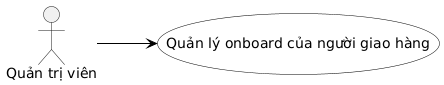 Quản lý onboard của người giao hàng
Quản trị viên